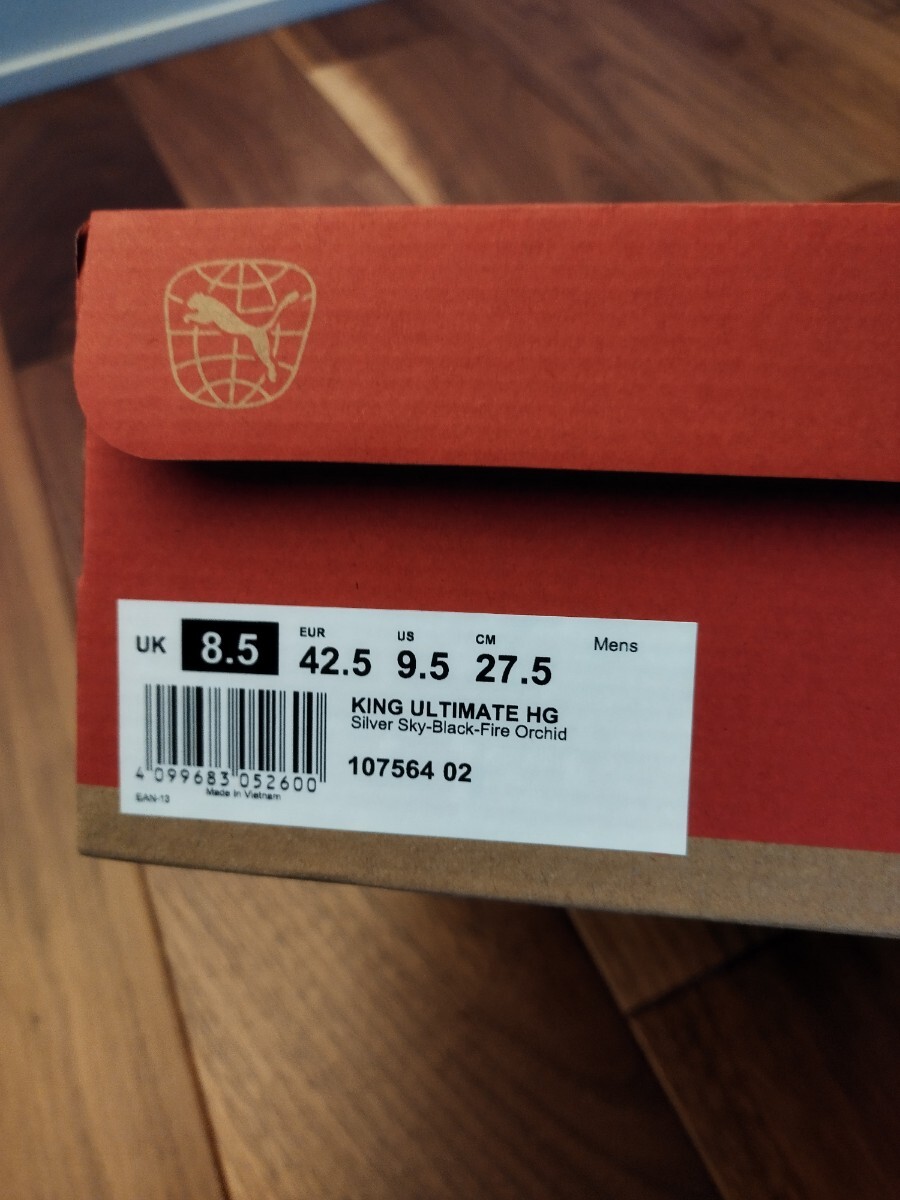 UK 8.5 EUR 42.5 US 9.5 CM 27.5 Mens
KING ULTIMATE HG
Silver Sky-Black-Fire Orchid
107564 02
4 099683 052600
EAN-13 Made in Vietnam